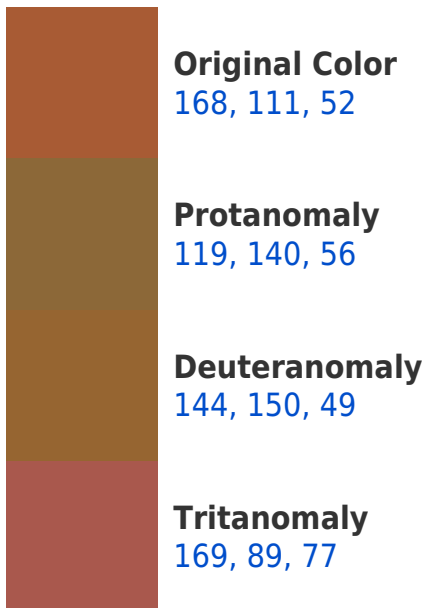 Original Color
168, 111, 52
Protanomaly
119, 140, 56
Deuteranomaly
144, 150, 49
Tritanomaly
169, 89, 77